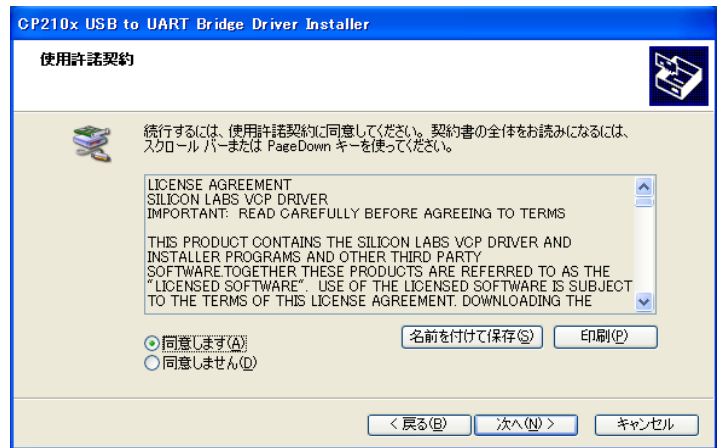 CP210x USB to UART Bridge Driver Installer
使用許諾契約
続行するには、使用許諾契約に同意してください。契約書の全体をお読みになるには、
スクロール バーまたは PageDown キーを使ってください。
LICENSE AGREEMENT
SILICON LABS VCP DRIVER
IMPORTANT:  READ CAREFULLY BEFORE AGREEING TO TERMS
THIS PRODUCT CONTAINS THE SILICON LABS VCP DRIVER AND
INSTALLER PROGRAMS AND OTHER THIRD PARTY
SOFTWARE.TOGETHER THESE PRODUCTS ARE REFERRED TO AS THE
"LICENSED SOFTWARE".  USE OF THE LICENSED SOFTWARE IS SUBJECT
TO THE TERMS OF THIS LICENSE AGREEMENT. DOWNLOADING THE
名前を付けて保存(S) 印刷(P)
同意します(A)
同意しません(D)
< 戻る(B) 次へ(N) > キャンセル